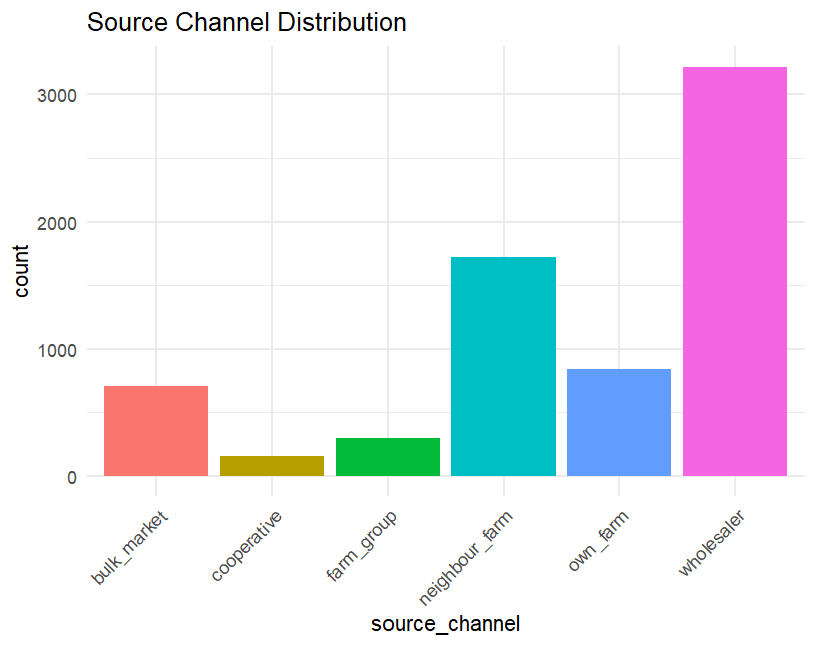 Source Channel Distribution
3000
2000
1000
0
count
bulk_market
cooperative
farm_group
neighbour_farm
own_farm
wholesaler
source_channel